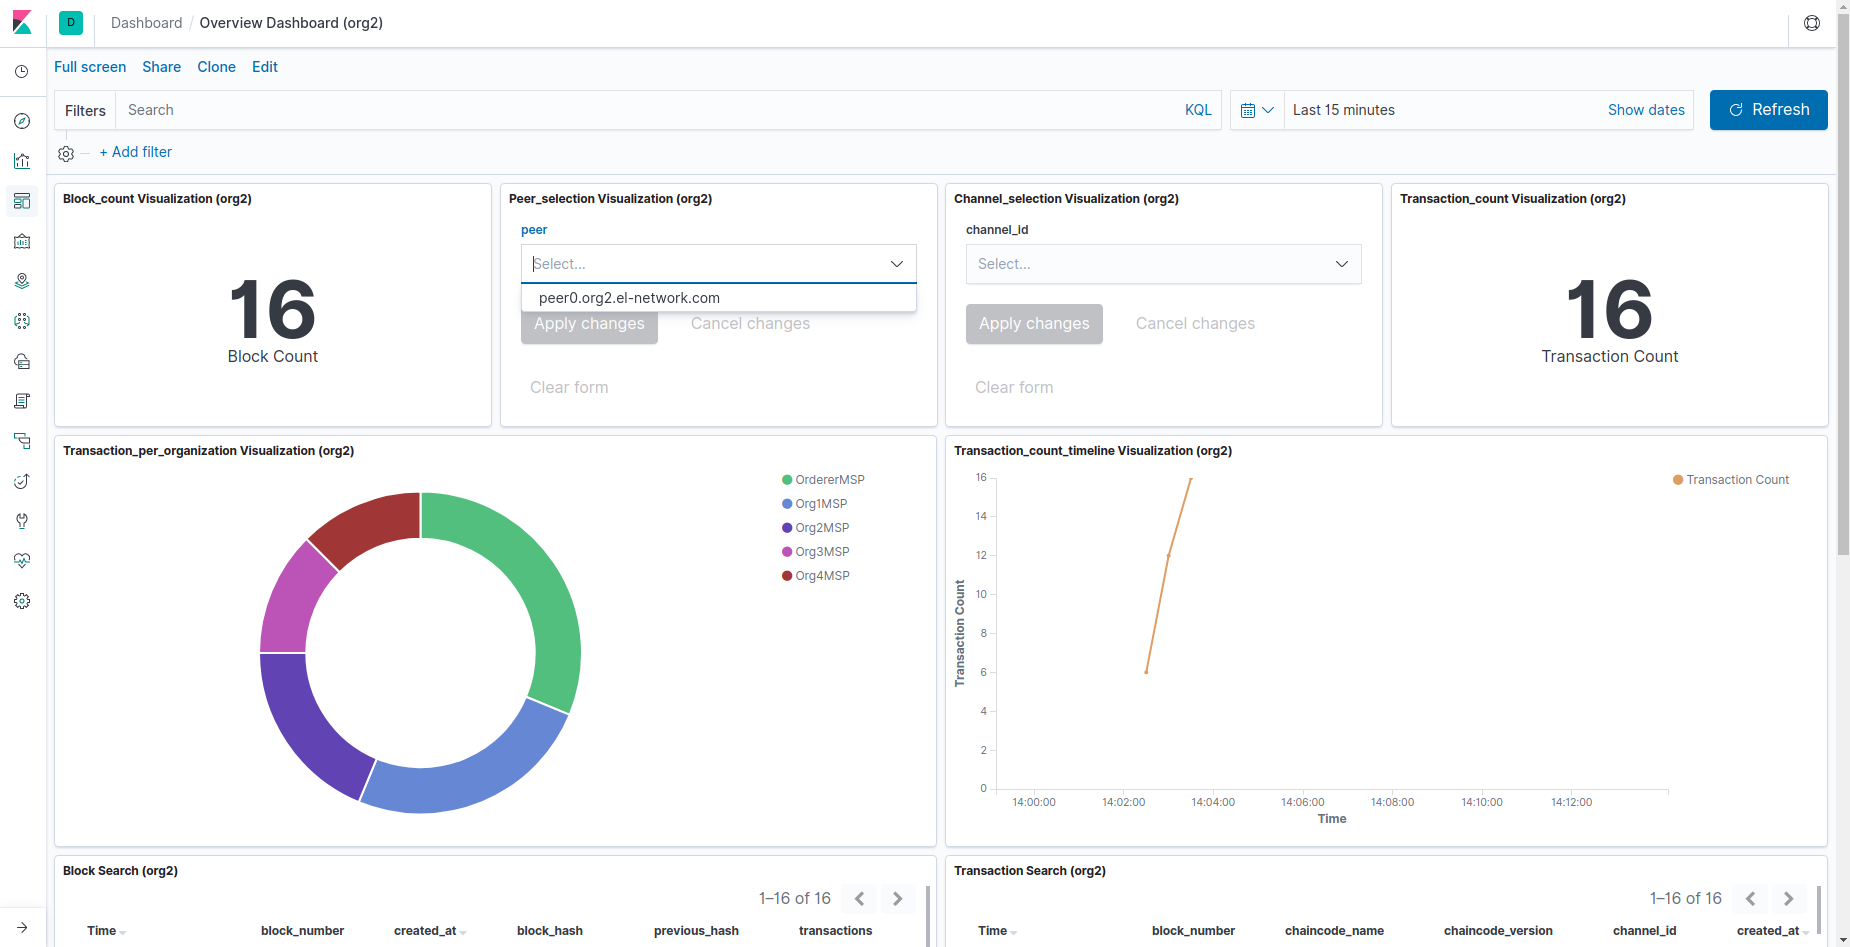 D
Dashboard / Overview Dashboard (org2)
Full screen Share Clone Edit
Filters Search KQL Last 15 minutes Show dates Refresh
+ Add filter
Block_count Visualization (org2)
16
Block Count
Peer_selection Visualization (org2)
peer
Select...
peer0.org2.el-network.com
Apply changes Cancel changes
Clear form
Channel_selection Visualization (org2)
channel_id
Select...
Apply changes Cancel changes
Clear form
Transaction_count Visualization (org2)
16
Transaction Count
Transaction_per_organization Visualization (org2)
OrdererMSP
Org1MSP
Org2MSP
Org3MSP
Org4MSP
Transaction_count_timeline Visualization (org2)
Transaction Count
16
14
12
10
8
6
4
2
0
Transaction Count
14:00:00 14:02:00 14:04:00 14:06:00 14:08:00 14:10:00 14:12:00
Time
Block Search (org2)
1–16 of 16
Time block_number created_at block_hash previous_hash transactions
Transaction Search (org2)
1–16 of 16
Time block_number chaincode_name chaincode_version channel_id created_at